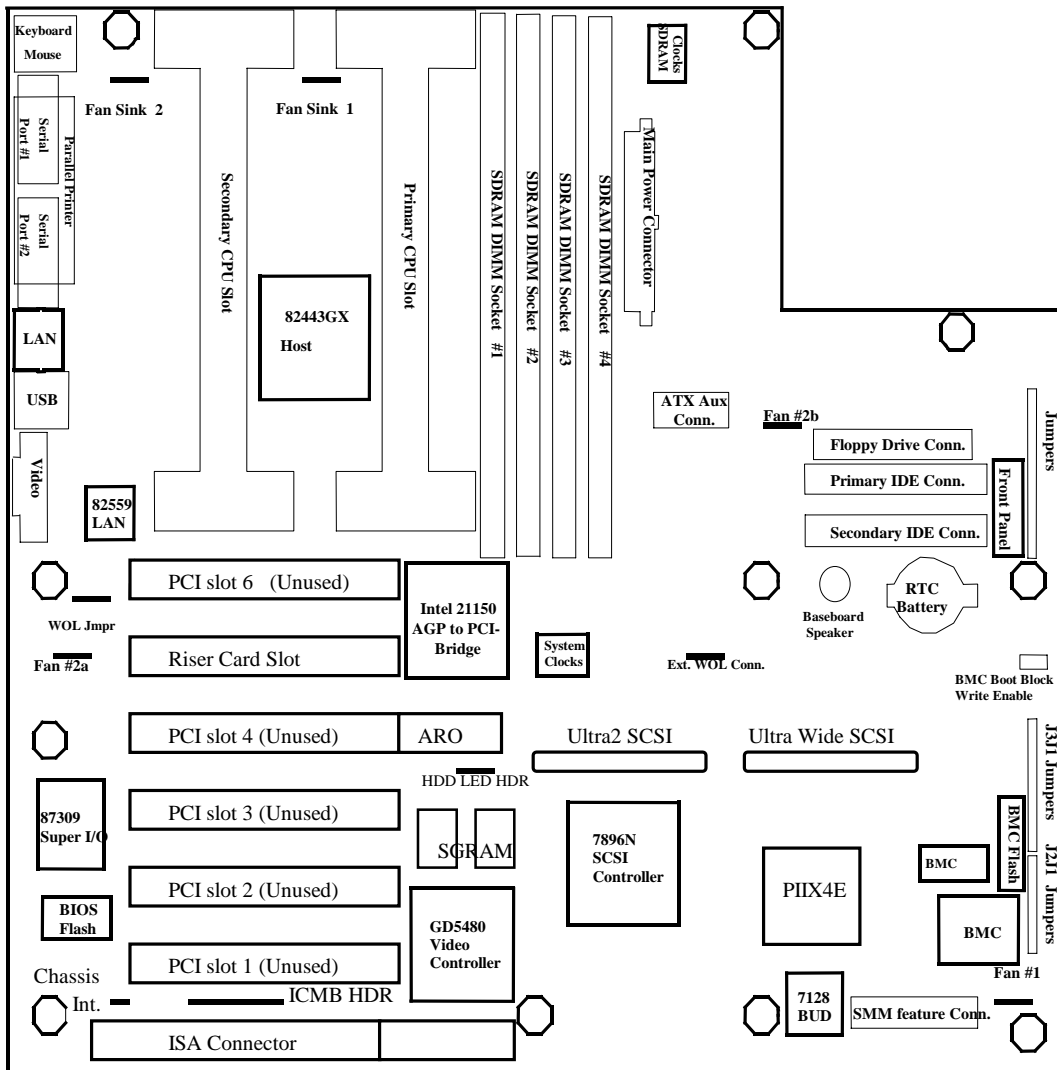 Keyboard
Mouse
Clocks
SDRAM
Fan Sink 2
Fan Sink 1
Serial
Port #1
Parallel Printer
Serial
Port #2
Secondary CPU Slot
Primary CPU Slot
SDRAM DIMM Socket #1
SDRAM DIMM Socket #2
SDRAM DIMM Socket #3
SDRAM DIMM Socket #4
Main Power Connector
82443GX
Host
LAN
USB
Video
82559
LAN
ATX Aux
Conn.
Fan #2b
Floppy Drive Conn.
Primary IDE Conn.
Secondary IDE Conn.
Front Panel
Jumpers
PCI slot 6 (Unused)
Intel 21150
AGP to PCI-
Bridge
WOL Jmpr
Fan #2a
Riser Card Slot
System
Clocks
Ext. WOL Conn.
Baseboard
Speaker
RTC
Battery
BMC Boot Block
Write Enable
PCI slot 4 (Unused)
ARO
Ultra2 SCSI
Ultra Wide SCSI
HDD LED HDR
J3J1 Jumpers
87309
Super I/O
PCI slot 3 (Unused)
SGRAM
7896N
SCSI
Controller
PIIX4E
BMC
BMC Flash
J2J1 Jumpers
BIOS
Flash
PCI slot 2 (Unused)
GD5480
Video
Controller
BMC
PCI slot 1 (Unused)
Chassis
Int.
ICMB HDR
Fan #1
7128
BUD
SMM feature Conn.
ISA Connector